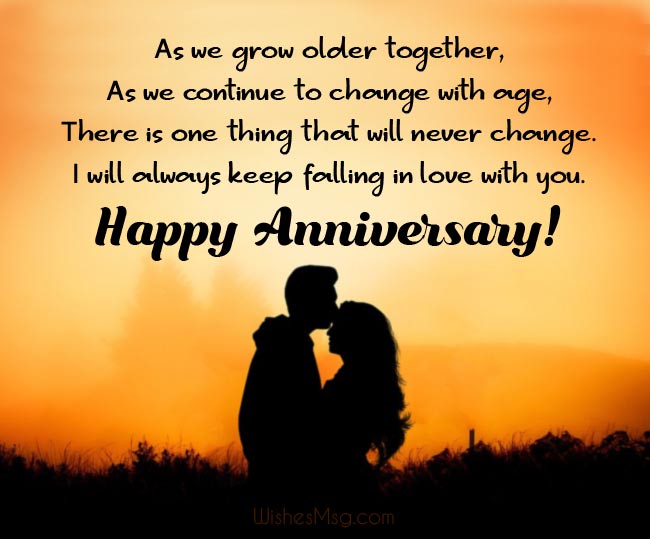 As we grow older together,
As we continue to change with age,
There is one thing that will never change.
I will always keep falling in love with you.
Happy Anniversary!
WishesMsg.com